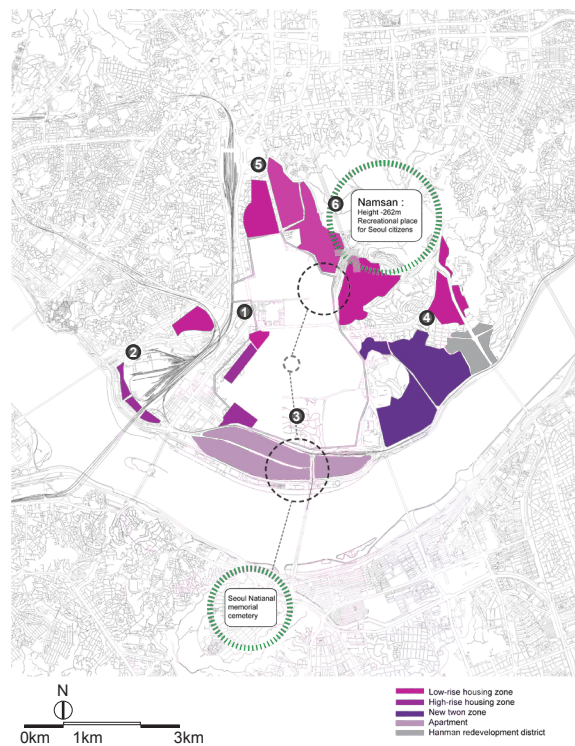 5
6
Namsan :
Height -262m
Recreational place
for Seoul citizens
1
4
2
3
Seoul Natianal
memorial
cemetery
N
0km 1km 3km
Low-rise housing zone
High-rise housing zone
New twon zone
Apartment
Hanman redevelopment district